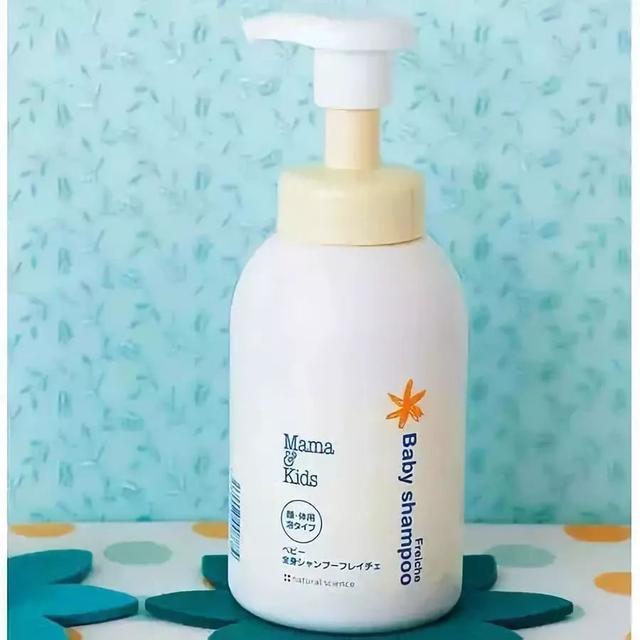 Mama
&
Kids
顔・体用
泡タイプ
ベビー
全身シャンプーフレイチェ
natural science
Baby shampoo
Freiche